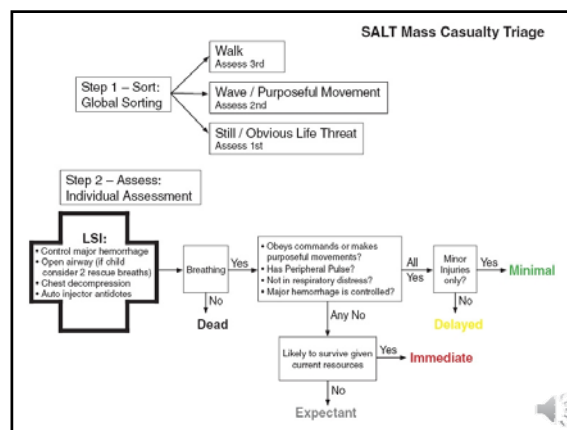 SALT Mass Casualty Triage
Step 1 – Sort:
Global Sorting
Walk
Assess 3rd
Wave / Purposeful Movement
Assess 2nd
Still / Obvious Life Threat
Assess 1st
Step 2 – Assess:
Individual Assessment
LSI:
• Control major hemorrhage
• Open airway (if child
consider 2 rescue breaths)
• Chest decompression
• Auto injector antidotes
Breathing
Yes
No
Dead
• Obeys commands or makes
purposeful movements?
• Has Peripheral Pulse?
• Not in respiratory distress?
• Major hemorrhage is controlled?
All
Yes
Minor
Injuries
only?
Yes
Minimal
No
Delayed
Any No
Likely to survive given
current resources
Yes
Immediate
No
Expectant